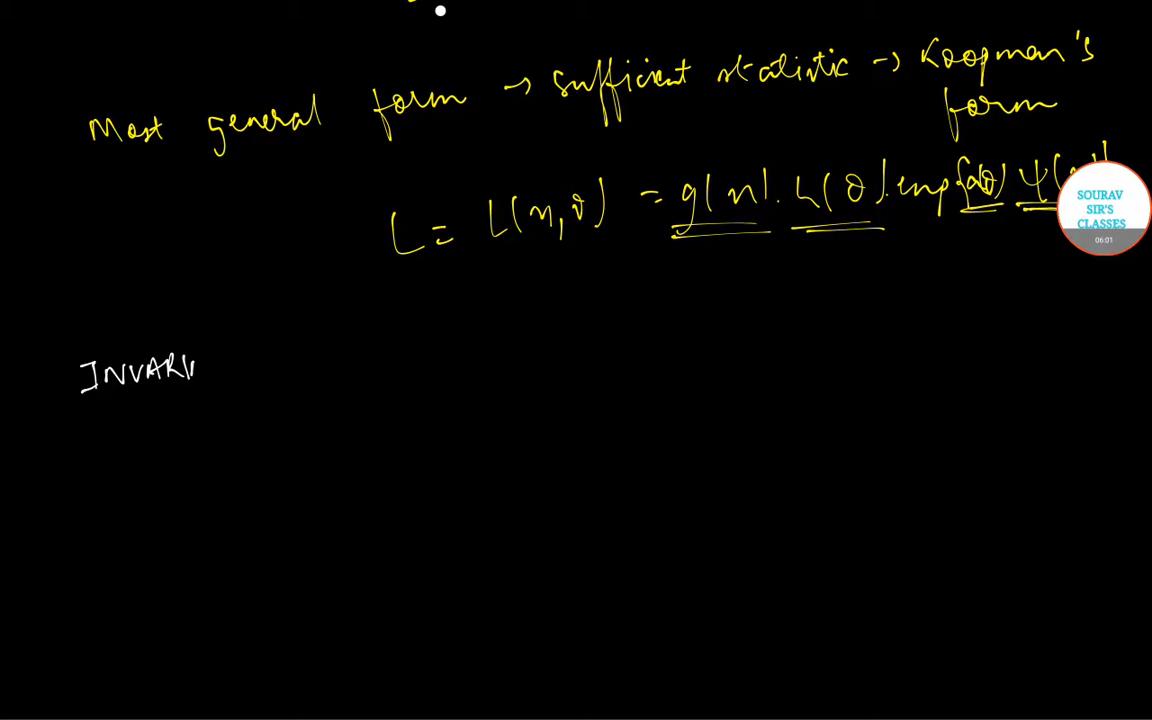 Most general form → sufficient statistic → Koopman's
form
L = L(x, θ) = g(x). h(θ). exp{a(θ) ψ(
SOURAV
SIR'S
CLASSES
06:01
INVARI